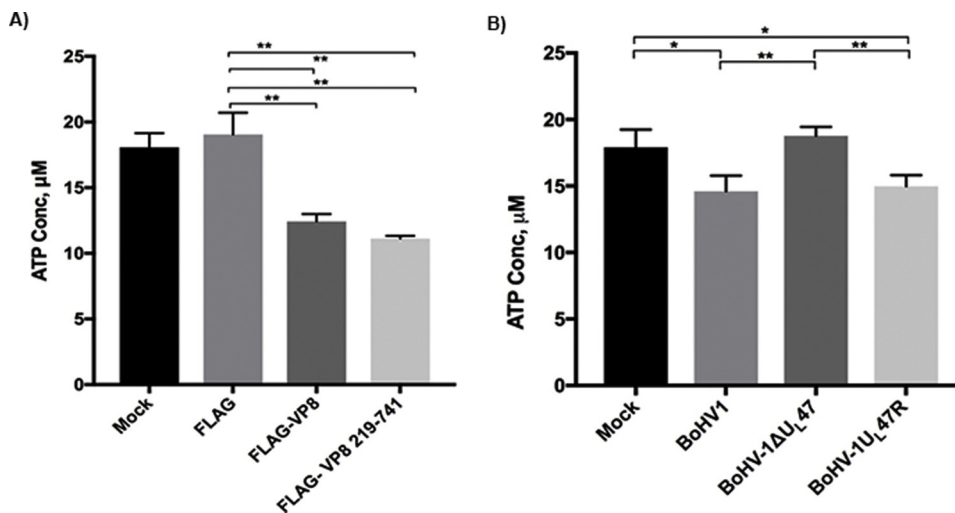 A)
**
**
**
**
25
20
15
10
5
0
ATP Conc, µM
Mock
FLAG
FLAG-VP8
FLAG- VP8 219-741
B)
*
*
**
**
25
20
15
10
5
0
ATP Conc, µM
Mock
BoHV1
BoHV-1ΔUL47
BoHV-1UL47R